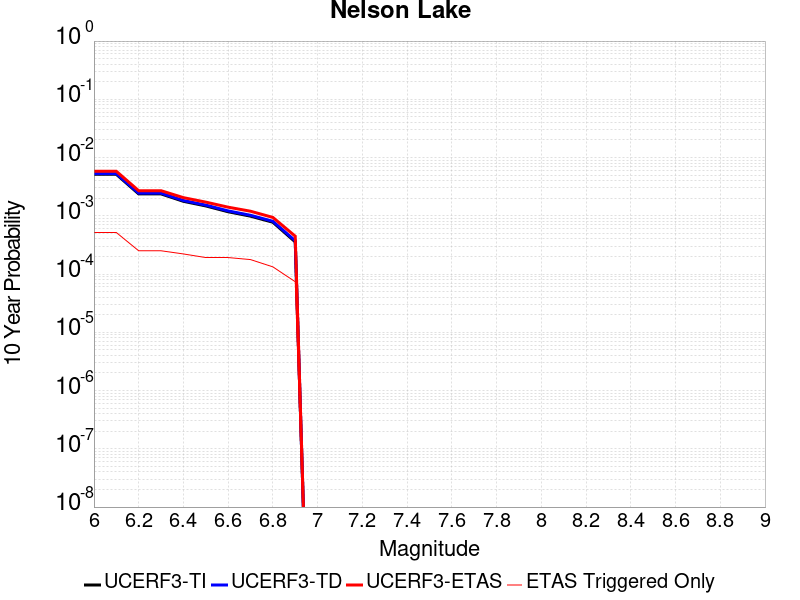 Nelson Lake
10^0
10^-1
10^-2
10^-3
10^-4
10^-5
10^-6
10^-7
10^-8
10 Year Probability
6 6.2 6.4 6.6 6.8 7 7.2 7.4 7.6 7.8 8 8.2 8.4 8.6 8.8 9
Magnitude
UCERF3-TI UCERF3-TD UCERF3-ETAS ETAS Triggered Only